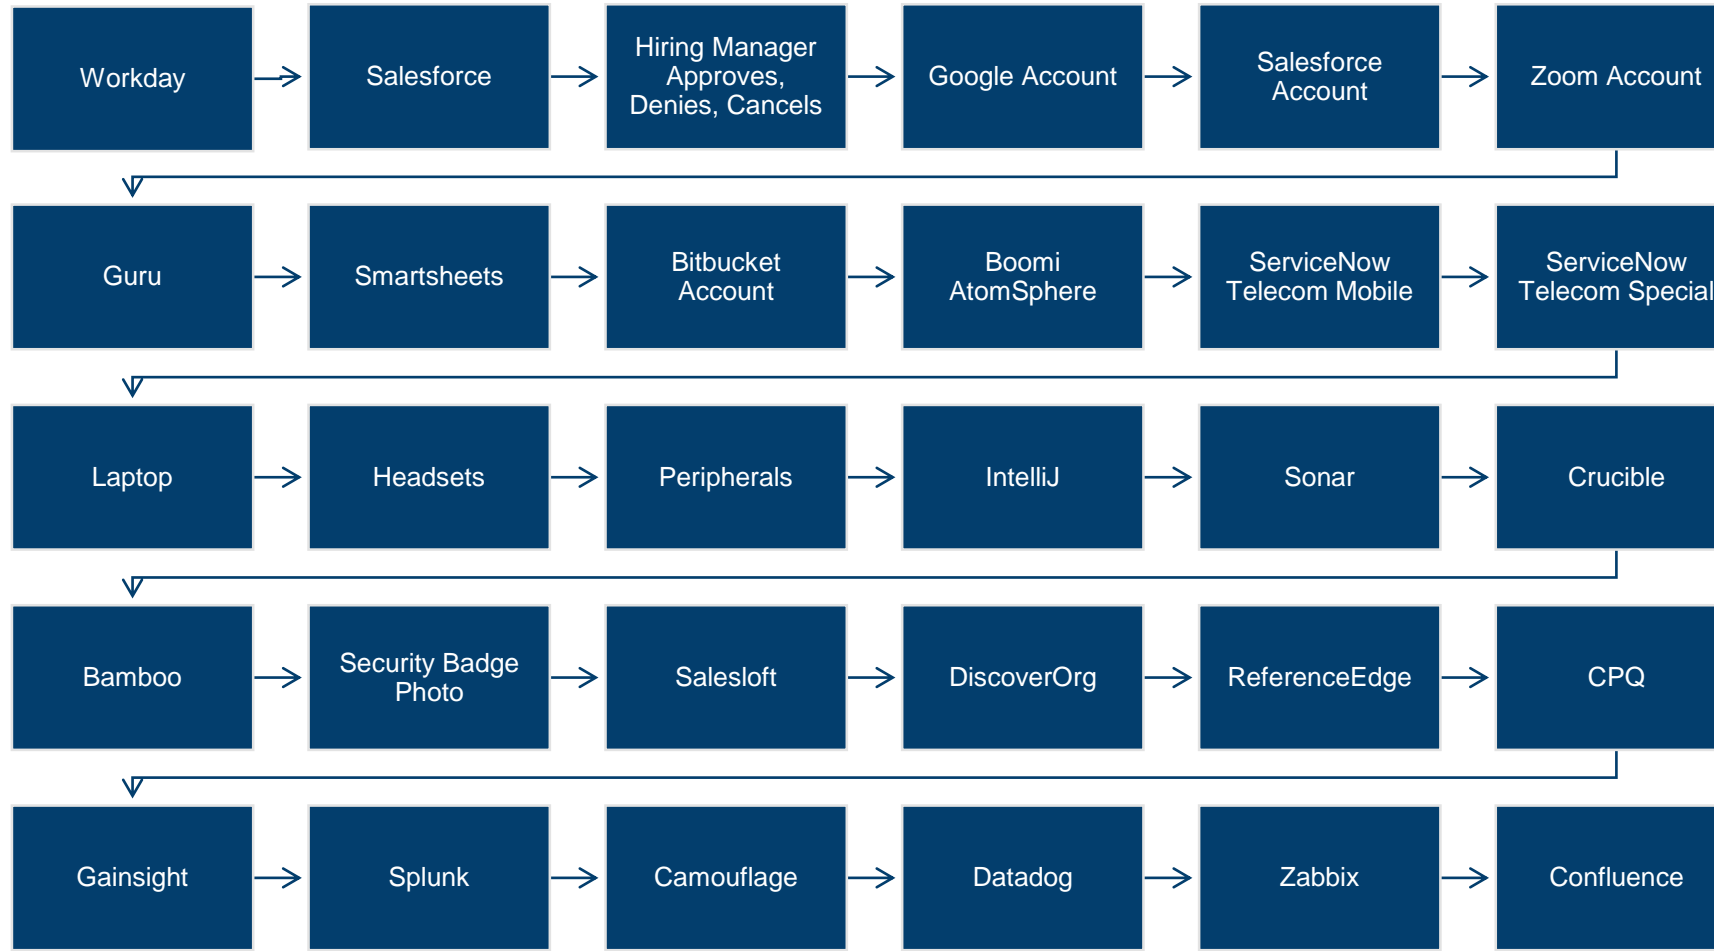 Workday
Salesforce
Hiring Manager
Approves,
Denies, Cancels
Google Account
Salesforce
Account
Zoom Account
Guru
Smartsheets
Bitbucket
Account
Boomi
AtomSphere
ServiceNow
Telecom Mobile
ServiceNow
Telecom Special
Laptop
Headsets
Peripherals
IntelliJ
Sonar
Crucible
Bamboo
Security Badge
Photo
Salesloft
DiscoverOrg
ReferenceEdge
CPQ
Gainsight
Splunk
Camouflage
Datadog
Zabbix
Confluence